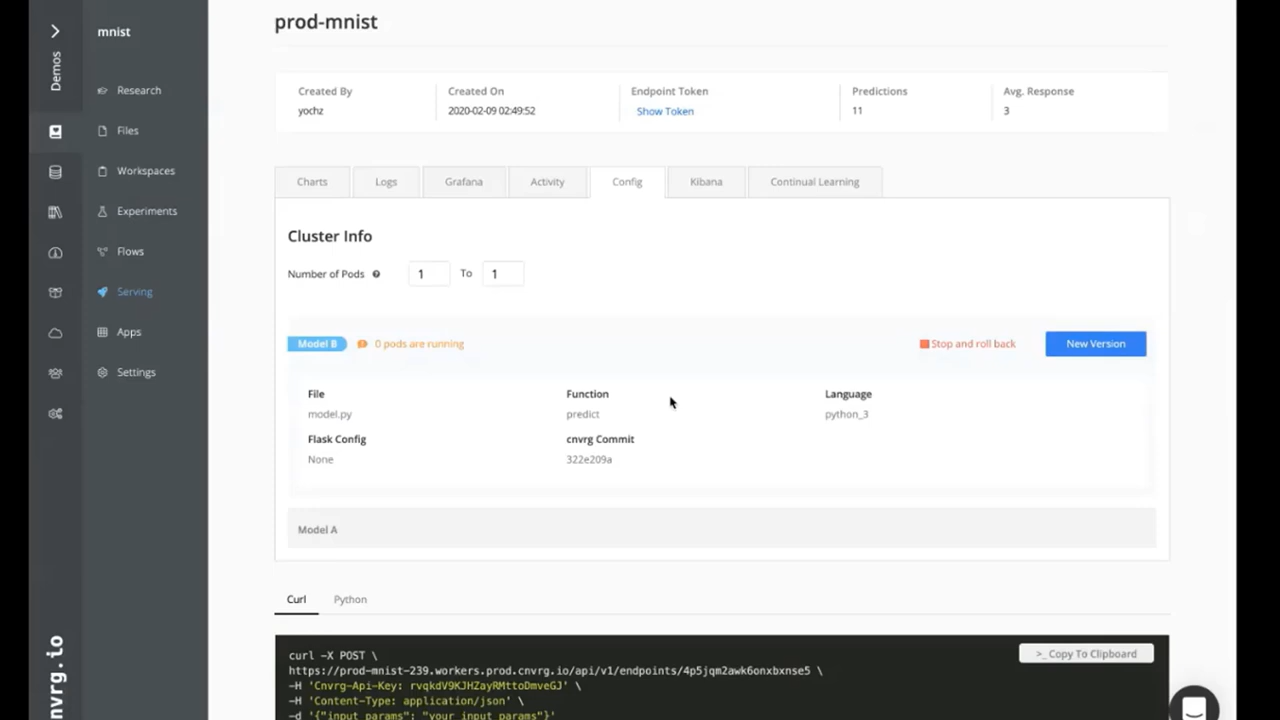 prod-mnist
Demos
mnist
Research
Files
Workspaces
Experiments
Flows
Serving
Apps
Settings
cnvrg.io
Created By
yochz
Created On
2020-02-09 02:49:52
Endpoint Token
Show Token
Predictions
11
Avg. Response
3
Charts Logs Grafana Activity Config Kibana Continual Learning
Cluster Info
Number of Pods 1 To 1
Model B 0 pods are running Stop and roll back New Version
File Function Language
model.py predict python_3
Flask Config cnvrg Commit
None 322e209a
Model A
Curl Python
>_ Copy To Clipboard
curl -X POST \
https://prod-mnist-239.workers.prod.cnvrg.io/api/v1/endpoints/4p5jqm2awk6onxbxnse5 \
-H 'Cnvrg-Api-Key: rvqkdV9KJHZayRMttoDmveGJ' \
-H 'Content-Type: application/json' \
-d '{"input_params": "your_input_params"}'